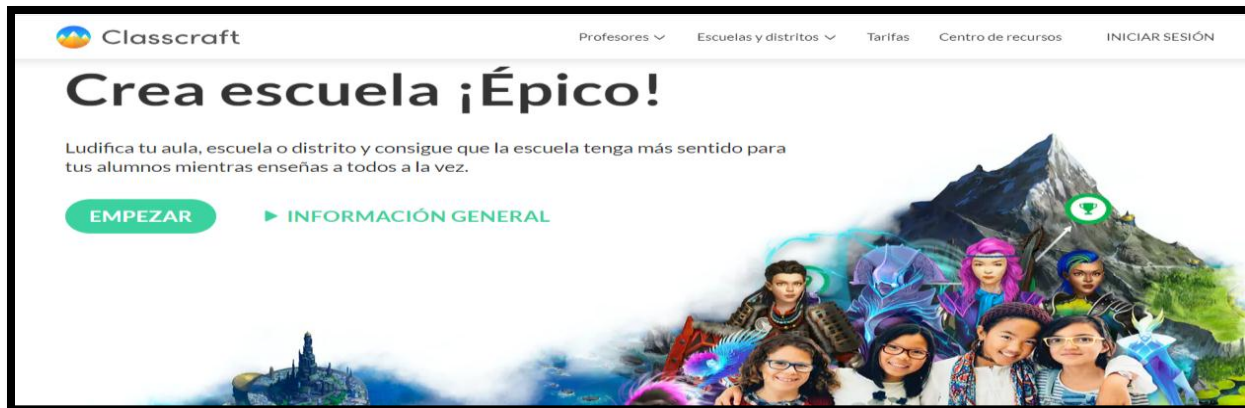 Classcraft
Profesores
Escuelas y distritos
Tarifas
Centro de recursos
INICIAR SESIÓN
Crea escuela ¡Épico!
Ludifica tu aula, escuela o distrito y consigue que la escuela tenga más sentido para
tus alumnos mientras enseñas a todos a la vez.
EMPEZAR
INFORMACIÓN GENERAL